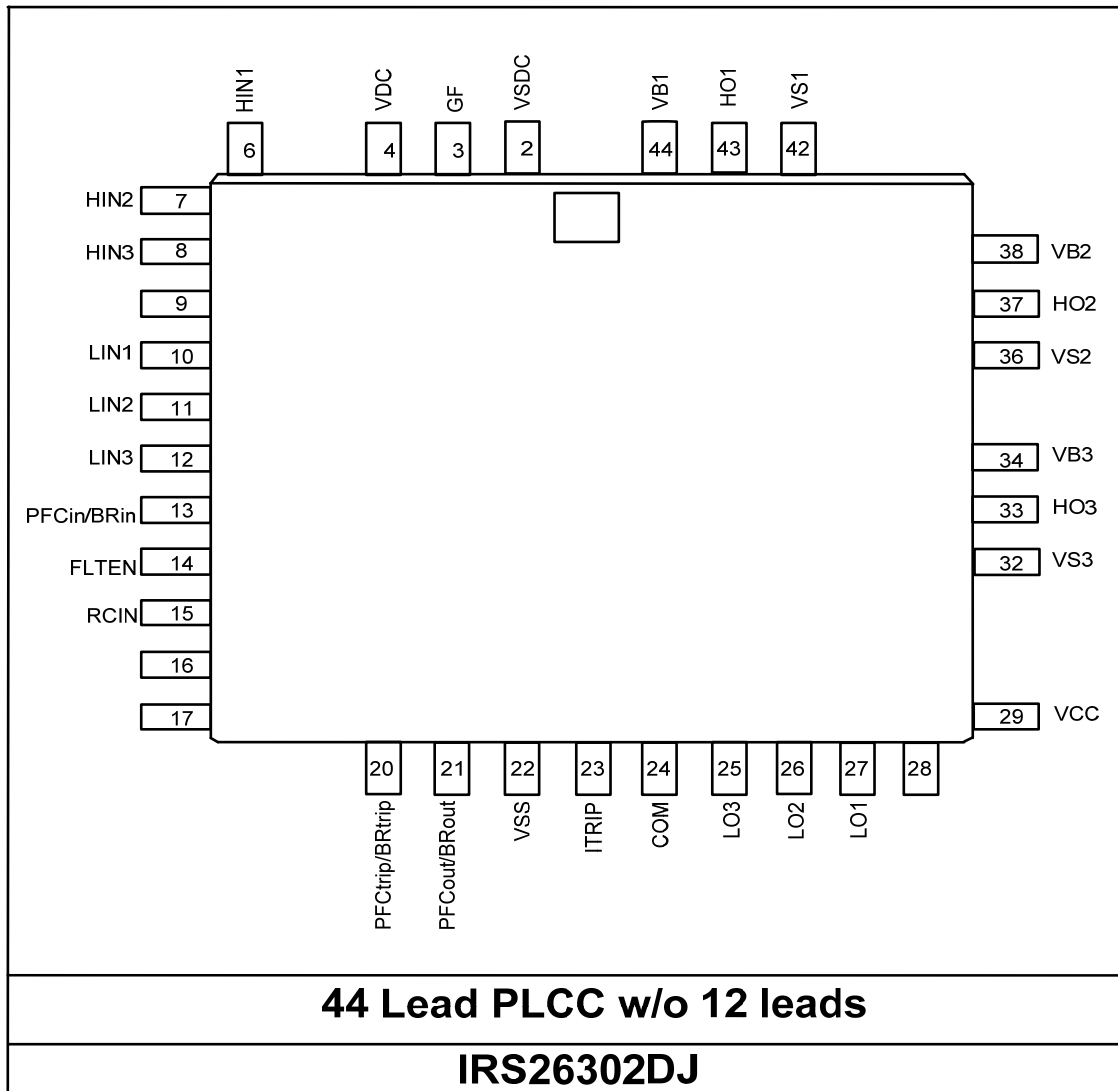 HIN1
VDC
GF
VSDC
VB1
HO1
VS1
6
4
3
2
44
43
42
HIN2 7
HIN3 8
9
LIN1 10
LIN2 11
LIN3 12
PFCin/BRin 13
FLTEN 14
RCIN 15
16
17
38 VB2
37 HO2
36 VS2
34 VB3
33 HO3
32 VS3
29 VCC
20
21
22
23
24
25
26
27
28
PFCtrip/BRtrip
PFCout/BRout
VSS
ITRIP
COM
LO3
LO2
LO1
44 Lead PLCC w/o 12 leads
IRS26302DJ